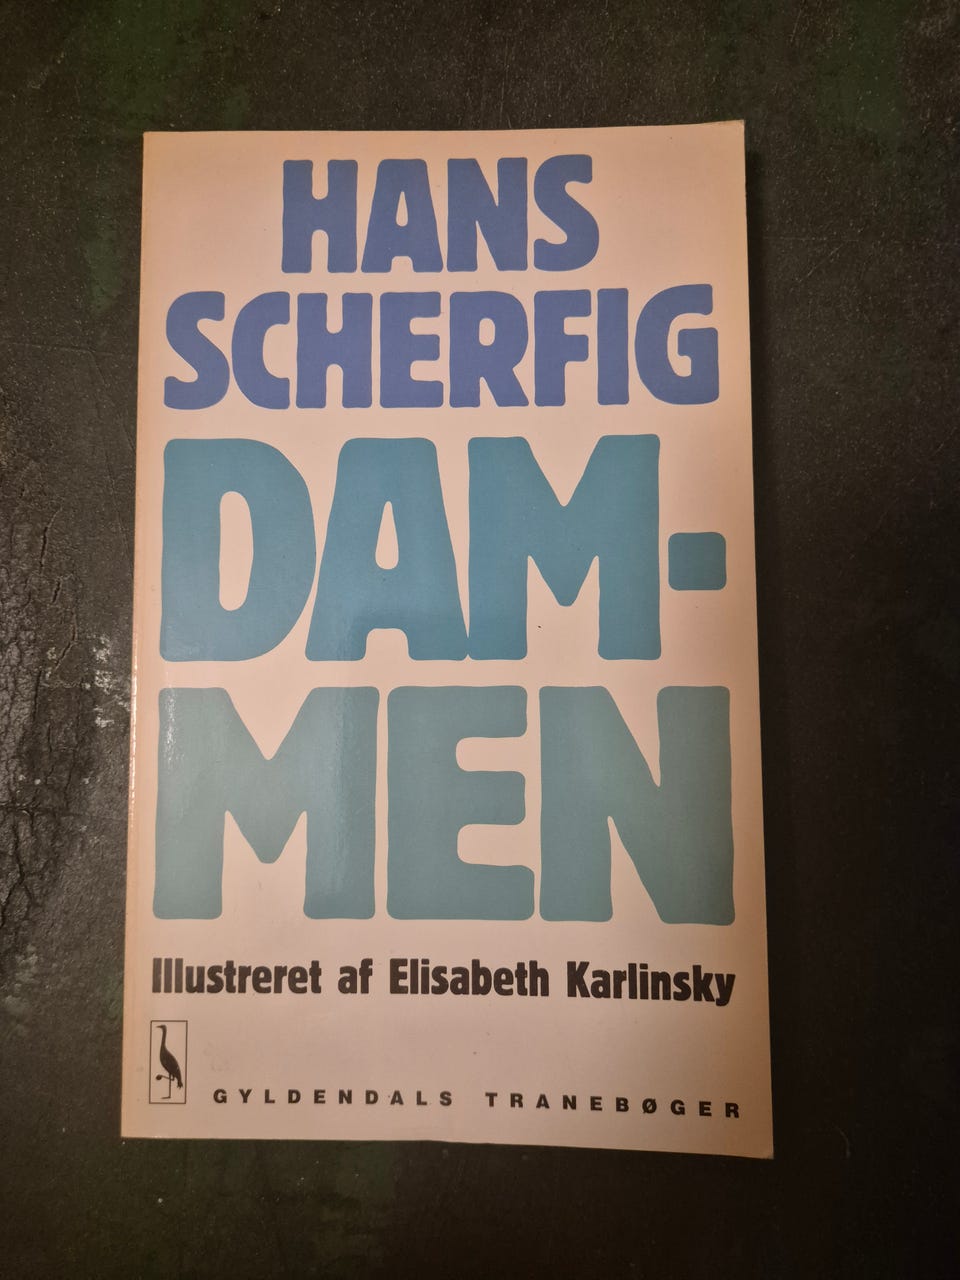 HANS
SCHERFIG
DAM-
MEN
Illustreret af Elisabeth Karlinsky
GYLDENDALS TRANEBØGER